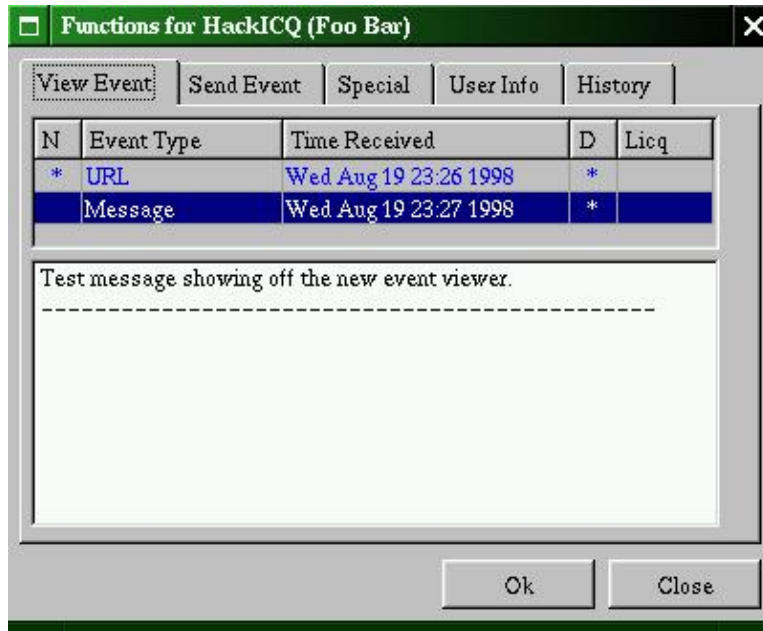 Functions for HackICQ (Foo Bar)
View Event Send Event Special User Info History
N Event Type Time Received D Licq
* URL Wed Aug 19 23:26 1998 *
Message Wed Aug 19 23:27 1998 *
Test message showing off the new event viewer.
-----------------------------------------------
Ok Close